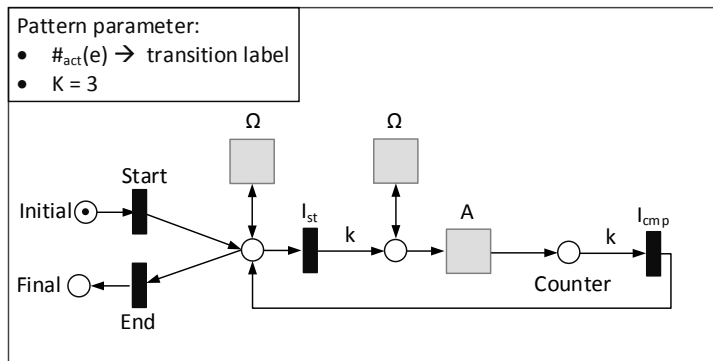 Pattern parameter:
• #act(e) → transition label
• K = 3
Ω
Ω
Start
Ist
A
Icmp
Initial
k
k
Final
Counter
End